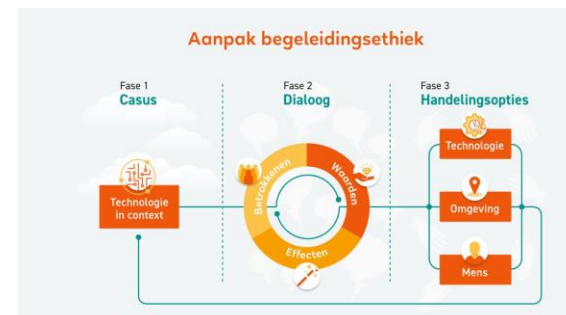 Aanpak begeleidingsethiek
Fase 1
Casus
Fase 2
Dialoog
Fase 3
Handelingsopties
Technologie
in context
Betrokkenen
Waarden
Effecten
Technologie
Omgeving
Mens